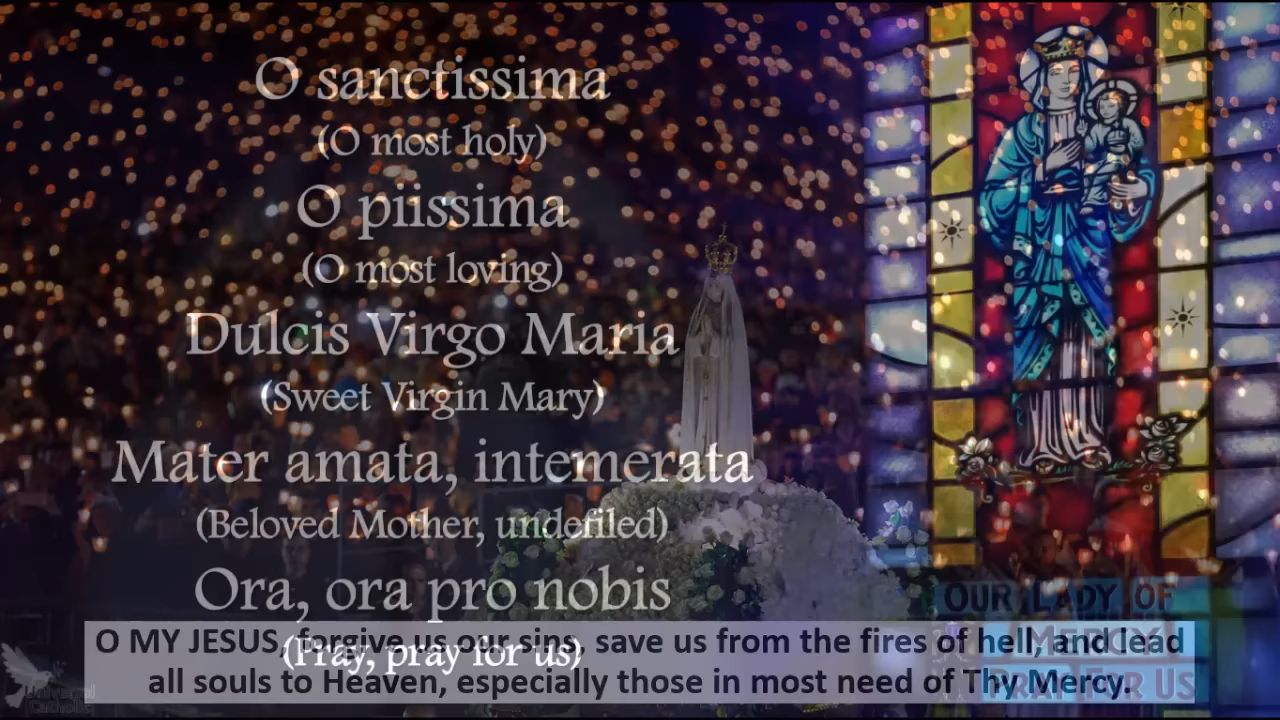 O sanctissima
(O most holy)
O piissima
(O most loving)
Dulcis Virgo Maria
(Sweet Virgin Mary)
Mater amata, intemerata
(Beloved Mother, undefiled)
Ora, ora pro nobis
(Pray, pray for us)
O MY JESUS, forgive us our sins, save us from the fires of hell, and lead
all souls to Heaven, especially those in most need of Thy Mercy.
OUR LADY OF
MERCY
PRAY FOR US
Universal
Catholic